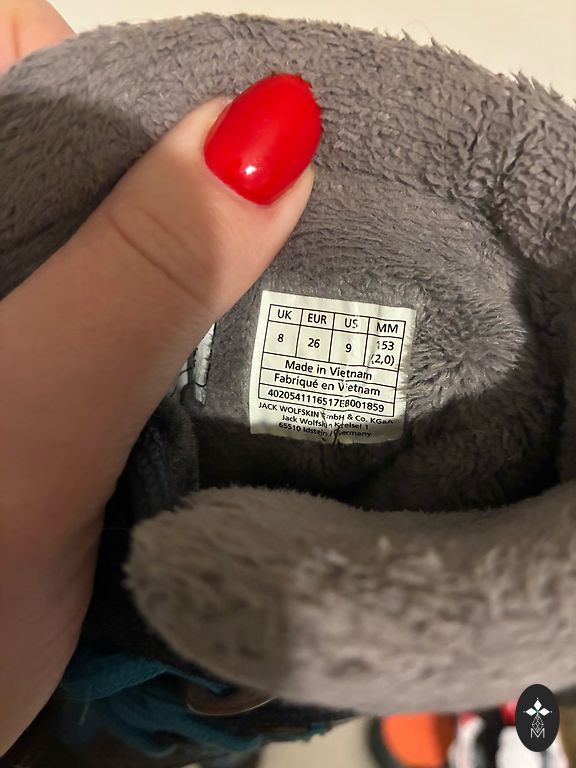 UK EUR US MM
8 26 9 153 (2,0)
Made in Vietnam
Fabriqué en Vietnam
4020541116517EB001859
JACK WOLFSKIN GmbH & Co. KGaA
Jack Wolfskin Kreisel 1
65510 Idstein / Germany